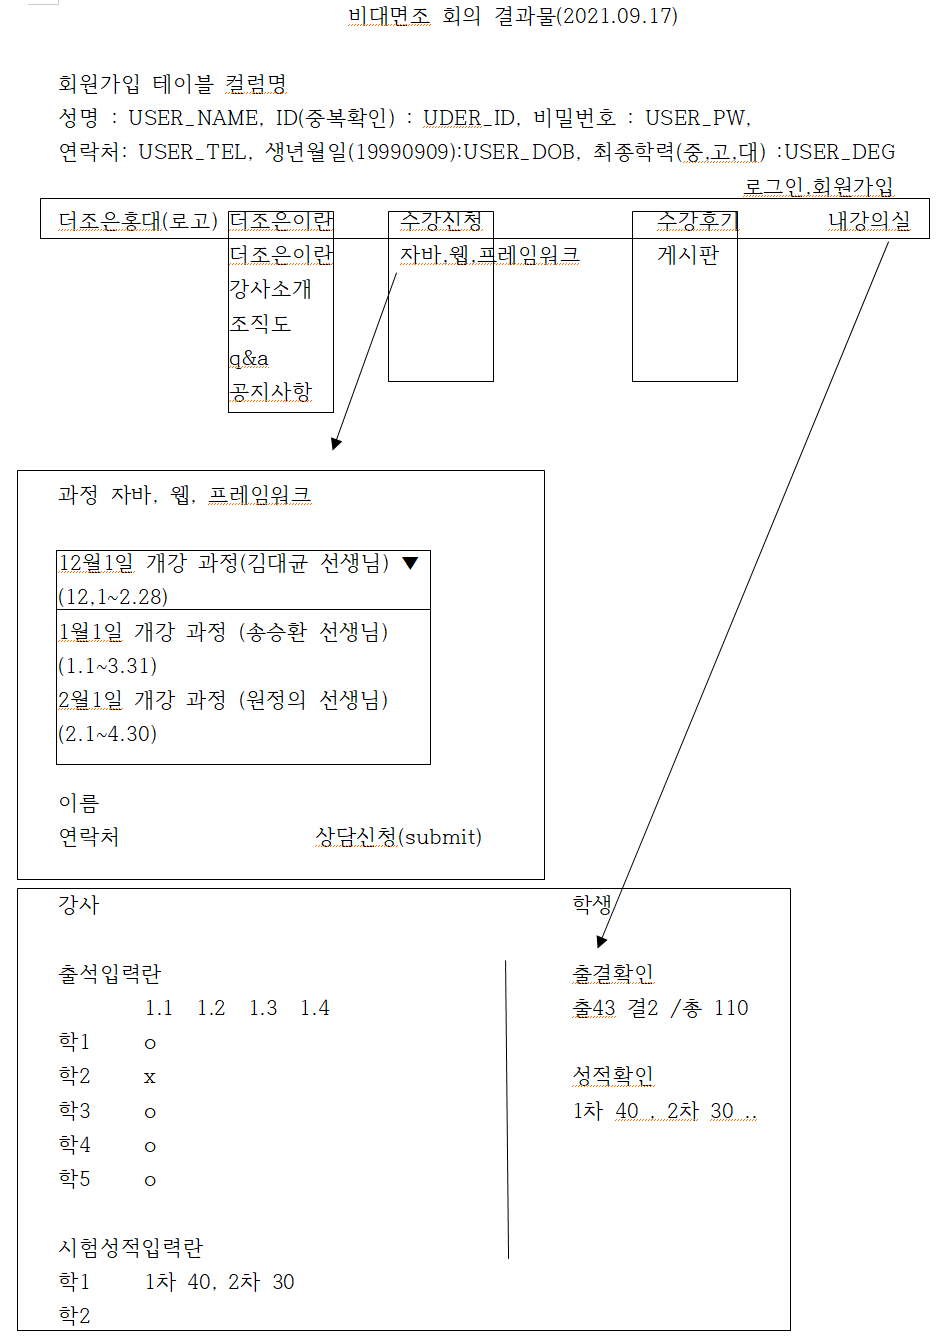 비대면조 회의 결과물(2021.09.17)
회원가입 테이블 컬럼명
성명 : USER_NAME, ID(중복확인) : UDER_ID, 비밀번호 : USER_PW,
연락처: USER_TEL, 생년월일(19990909):USER_DOB, 최종학력(중,고,대) :USER_DEG
로그인,회원가입
더조은홍대(로고) 더조은이란 수강신청 수강후기 내강의실
더조은이란 자바,웹,프레임워크 게시판
강사소개
조직도
q&a
공지사항
과정 자바, 웹, 프레임워크
12월1일 개강 과정(김대균 선생님) ▼
(12,1~2.28)
1월1일 개강 과정 (송승환 선생님)
(1.1~3.31)
2월1일 개강 과정 (원정의 선생님)
(2.1~4.30)
이름
연락처 상담신청(submit)
강사 학생
출석입력란 출결확인
1.1 1.2 1.3 1.4 출43 결2 /총 110
학1 o
학2 x 성적확인
학3 o 1차 40 . 2차 30 ..
학4 o
학5 o
시험성적입력란
학1 1차 40, 2차 30
학2